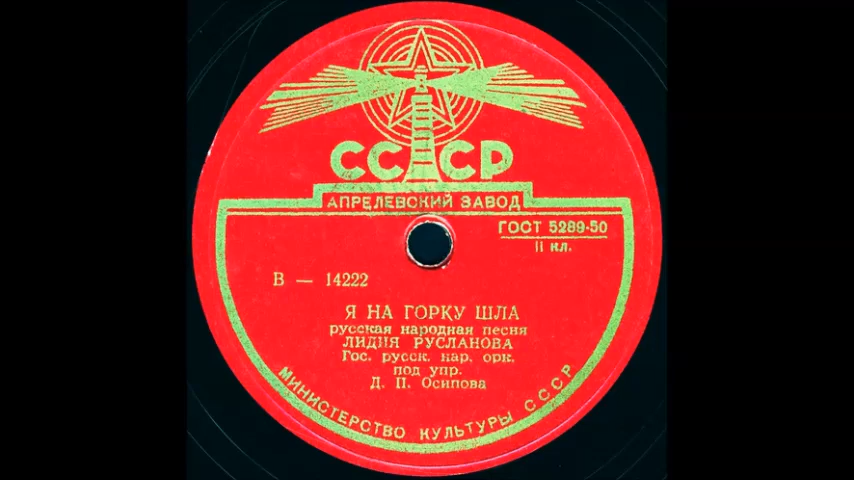 СССР
АПРЕЛЕВСКИЙ ЗАВОД
ГОСТ 5289-50
II кл.
В — 14222
Я НА ГОРКУ ШЛА
русская народная песня
ЛИДИЯ РУСЛАНОВА
Гос. русск. нар. орк.
под упр.
Д. П. Осипова
МИНИСТЕРСТВО КУЛЬТУРЫ СССР